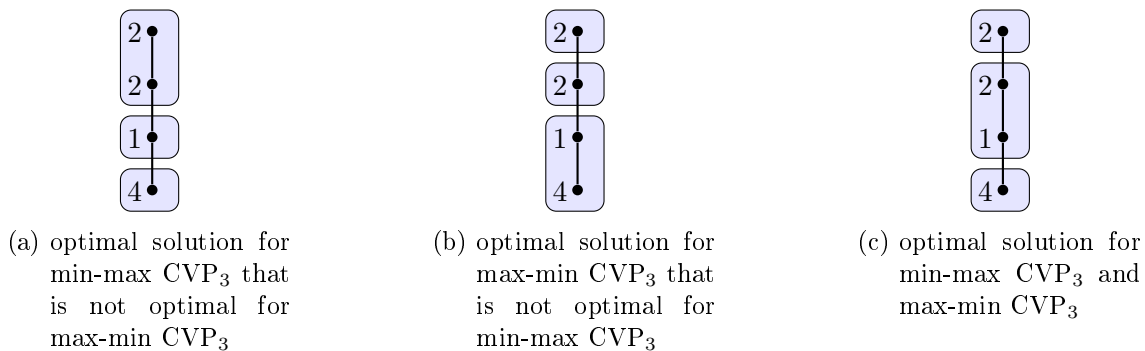 2
2
1
4
(a) optimal solution for
min-max CVP₃ that
is not optimal for
max-min CVP₃
2
2
1
4
(b) optimal solution for
max-min CVP₃ that
is not optimal for
min-max CVP₃
2
2
1
4
(c) optimal solution for
min-max CVP₃ and
max-min CVP₃